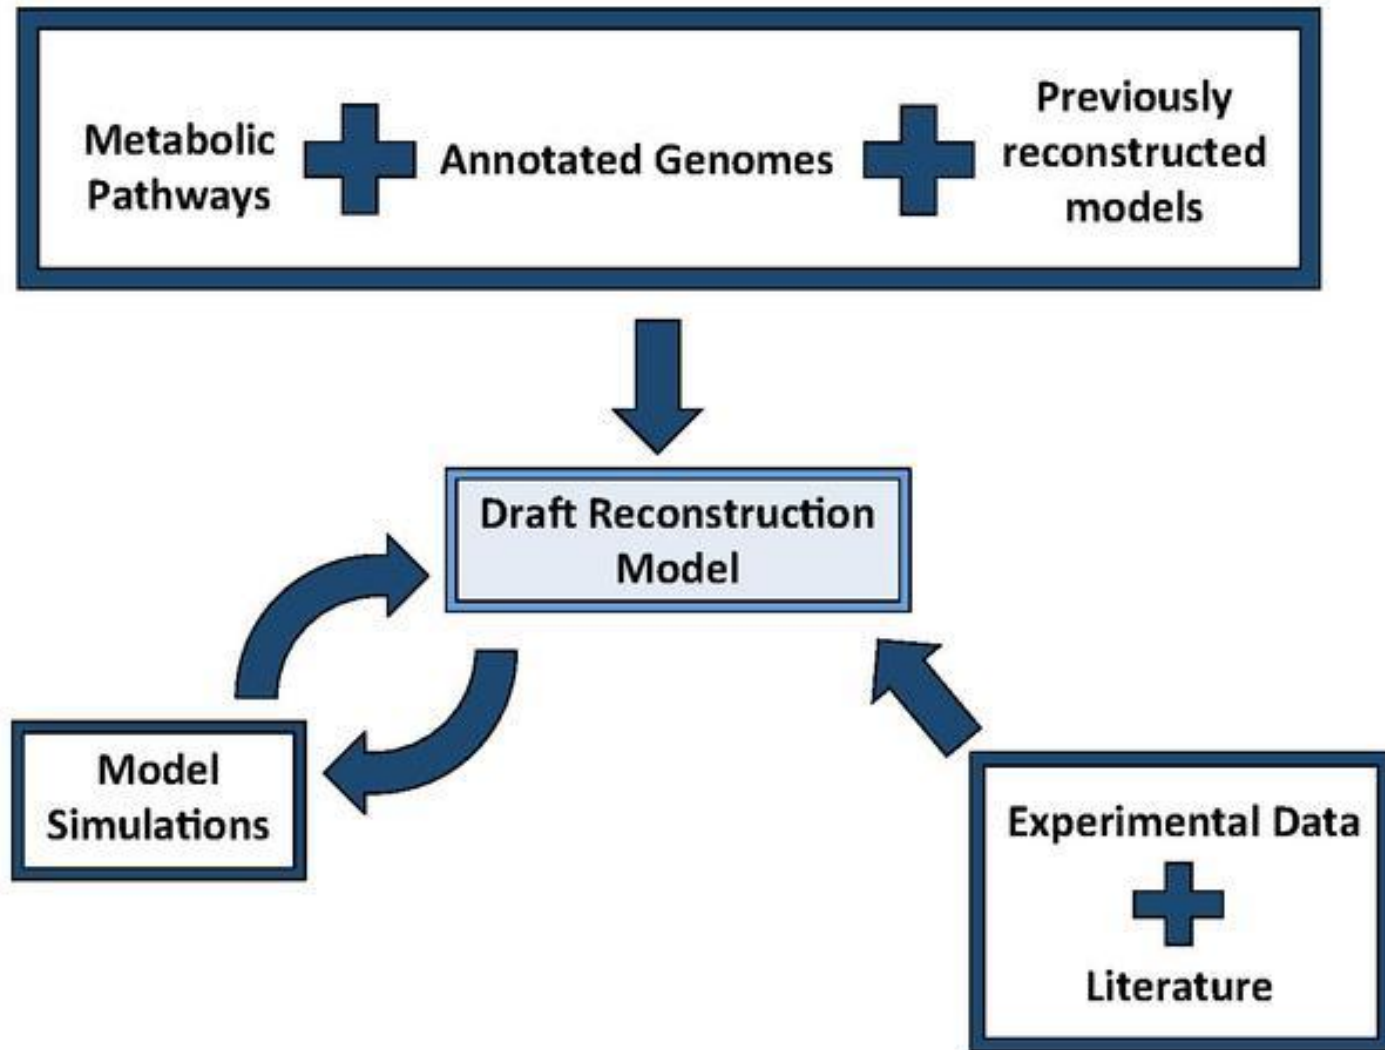 Metabolic
Pathways
Annotated Genomes
Previously
reconstructed
models
Draft Reconstruction
Model
Model
Simulations
Experimental Data
Literature